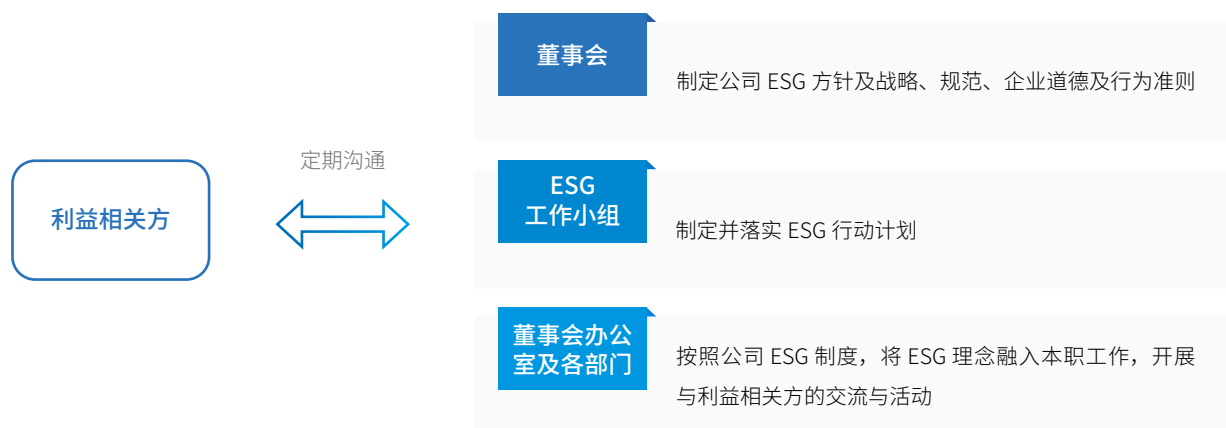 董事会
制定公司 ESG 方针及战略、规范、企业道德及行为准则
定期沟通
利益相关方
ESG
工作小组
制定并落实 ESG 行动计划
董事会办公
室及各部门
按照公司 ESG 制度，将 ESG 理念融入本职工作，开展
与利益相关方的交流与活动